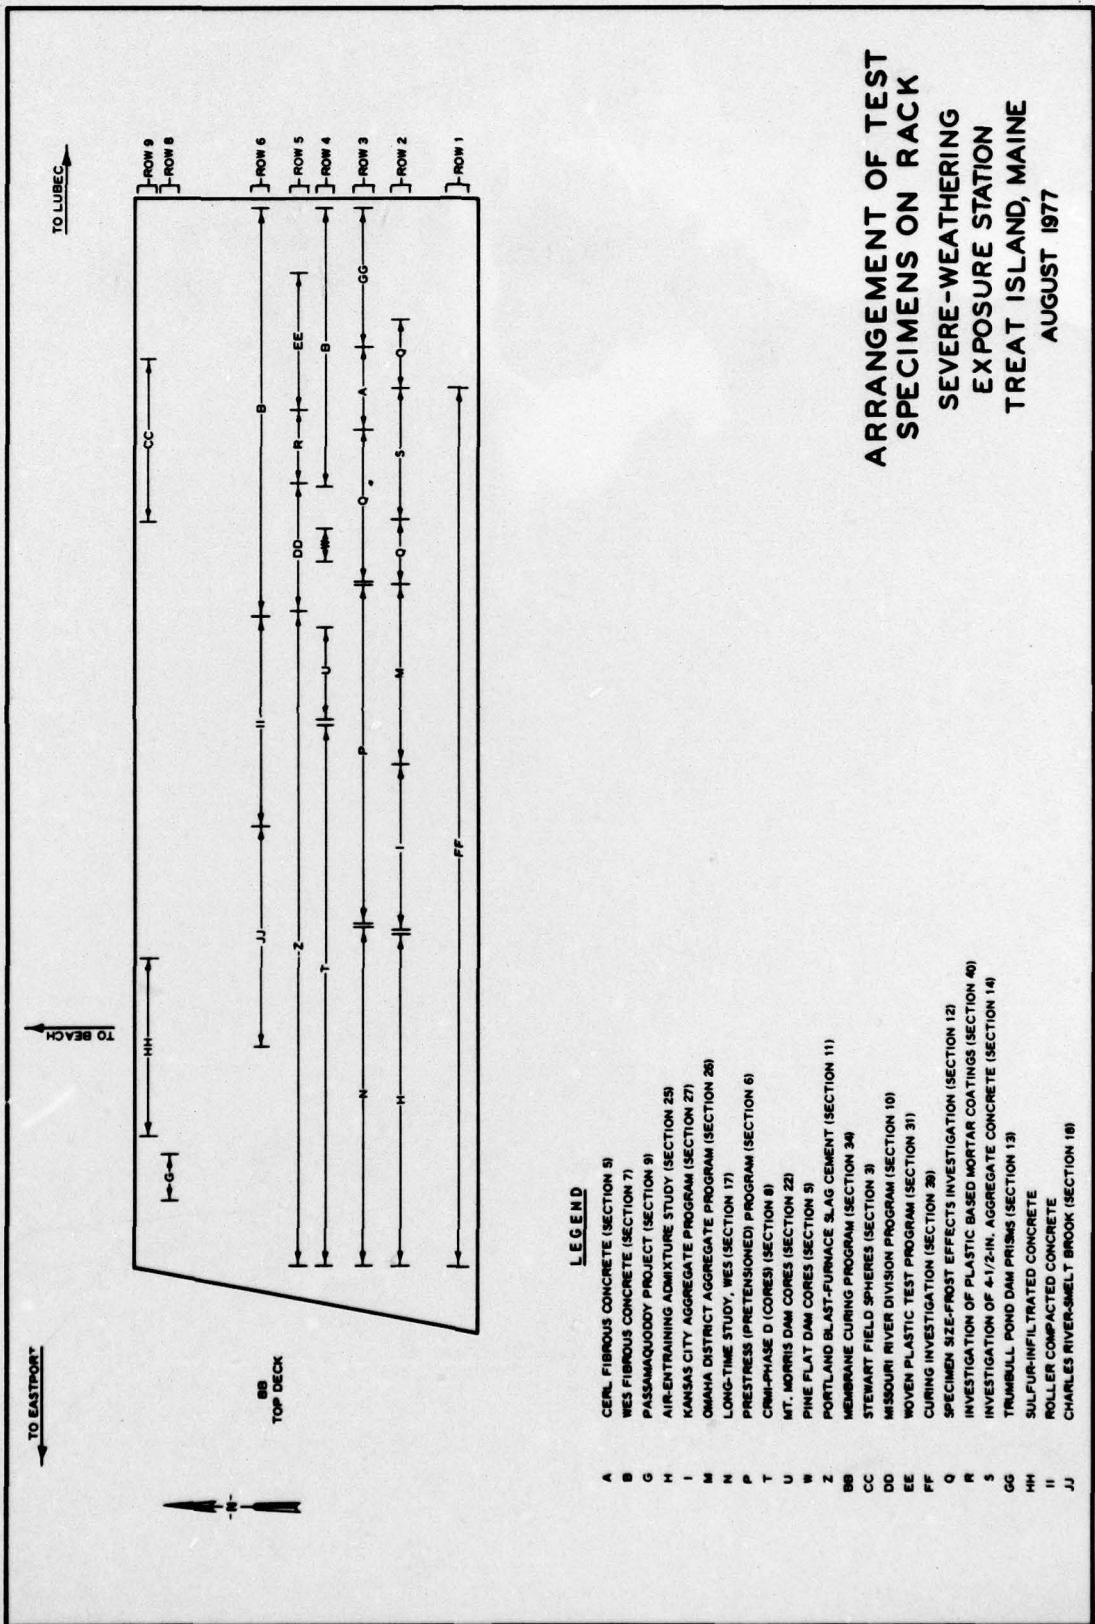 TO EASTPORT
TO BEACH
TO LUBEC
-N-
BB
TOP DECK
HH CC ROW 9
G ROW 8
JJ II B ROW 6
Z DD R EE ROW 5
T U W B ROW 4
N P Q A GG ROW 3
H I M Q S Q ROW 2
FF ROW 1
LEGEND
A CERL FIBROUS CONCRETE (SECTION 5)
B WES FIBROUS CONCRETE (SECTION 7)
G PASSAMAQUODDY PROJECT (SECTION 9)
H AIR-ENTRAINING ADMIXTURE STUDY (SECTION 25)
I KANSAS CITY AGGREGATE PROGRAM (SECTION 27)
M OMAHA DISTRICT AGGREGATE PROGRAM (SECTION 26)
N LONG-TIME STUDY, WES (SECTION 17)
P PRESTRESS (PRETENSIONED) PROGRAM (SECTION 6)
T CRMI-PHASE D (CORES) (SECTION 8)
U MT. MORRIS DAM CORES (SECTION 22)
W PINE FLAT DAM CORES (SECTION 5)
Z PORTLAND BLAST-FURNACE SLAG CEMENT (SECTION 11)
BB MEMBRANE CURING PROGRAM (SECTION 34)
CC STEWART FIELD SPHERES (SECTION 3)
DD MISSOURI RIVER DIVISION PROGRAM (SECTION 10)
EE WOVEN PLASTIC TEST PROGRAM (SECTION 31)
FF CURING INVESTIGATION (SECTION 39)
Q SPECIMEN SIZE-FROST EFFECTS INVESTIGATION (SECTION 12)
R INVESTIGATION OF PLASTIC BASED MORTAR COATINGS (SECTION 40)
S INVESTIGATION OF 4-1/2-IN. AGGREGATE CONCRETE (SECTION 14)
GG TRUMBULL POND DAM PRISMS (SECTION 13)
HH SULFUR-INFILTRATED CONCRETE
II ROLLER COMPACTED CONCRETE
JJ CHARLES RIVER-SMELT BROOK (SECTION 18)
ARRANGEMENT OF TEST
SPECIMENS ON RACK
SEVERE-WEATHERING
EXPOSURE STATION
TREAT ISLAND, MAINE
AUGUST 1977